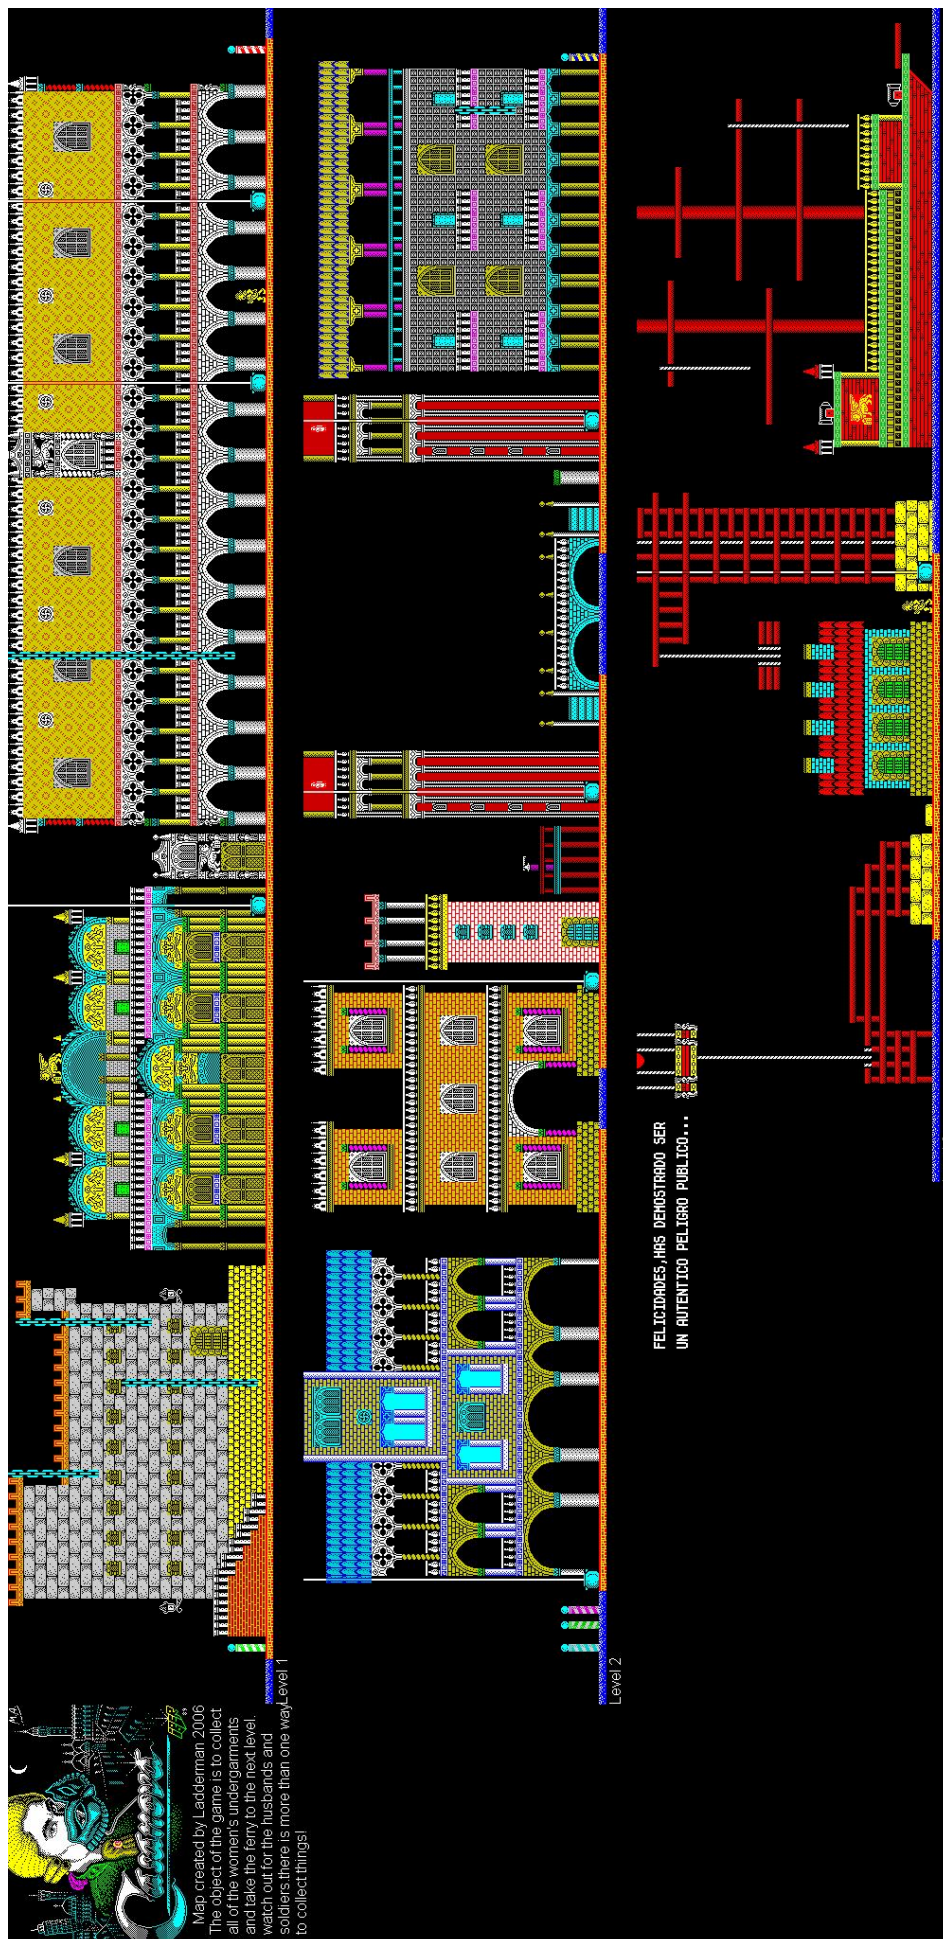 Map created by Ladderman 2006
The object of the game is to collect
all of the women's undergarments
and take the ferry to the next level.
watch out for the husbands and
soldiers.there is more than one way
to collect things!
Level 1
Level 2
FELICIDADES,HAS DEMOSTRADO SER
UN AUTENTICO PELIGRO PUBLICO...